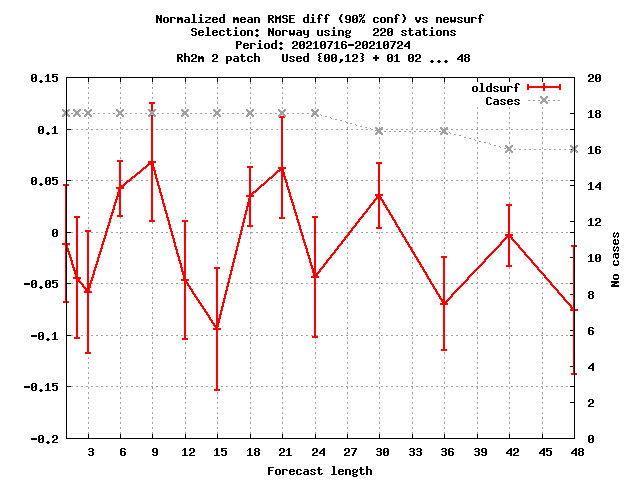 Normalized mean RMSE diff (90% conf) vs newsurf
Selection: Norway using   220 stations
Period: 20210716-20210724
Rh2m 2 patch   Used {00,12} + 01 02 ... 48
oldsurf
Cases
0.15
0.1
0.05
0
-0.05
-0.1
-0.15
-0.2
20
18
16
14
12
10
8
6
4
2
0
No cases
3 6 9 12 15 18 21 24 27 30 33 36 39 42 45 48
Forecast length